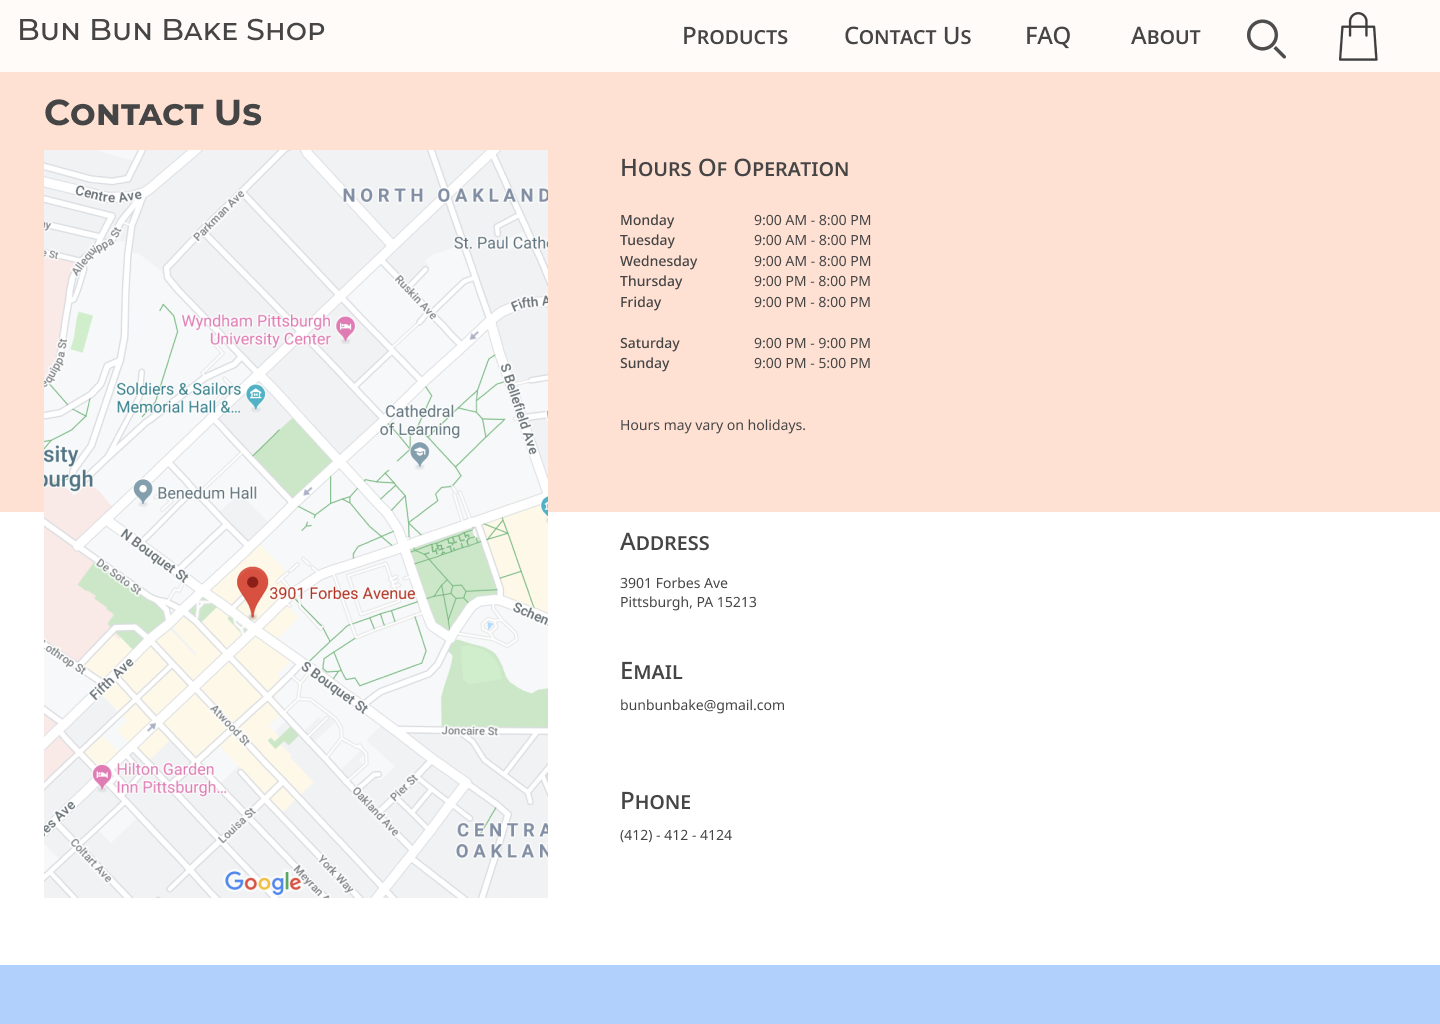 Bun Bun Bake Shop
Products Contact Us FAQ About
Contact Us
Hours Of Operation
Monday 9:00 AM - 8:00 PM
Tuesday 9:00 AM - 8:00 PM
Wednesday 9:00 AM - 8:00 PM
Thursday 9:00 PM - 8:00 PM
Friday 9:00 PM - 8:00 PM
Saturday 9:00 PM - 9:00 PM
Sunday 9:00 PM - 5:00 PM
Hours may vary on holidays.
Address
3901 Forbes Ave
Pittsburgh, PA 15213
Email
bunbunbake@gmail.com
Phone
(412) - 412 - 4124
Centre Ave
Parkman Ave
NORTH OAKLAND
St. Paul Cath
Allequippa St
e St
Ruskin Ave
Fifth A
Wyndham Pittsburgh
University Center
equippa St
S Bellefield Ave
Soldiers & Sailors
Memorial Hall &...
Cathedral
of Learning
sity
burgh
Benedum Hall
N Bouquet St
De Soto St
3901 Forbes Avenue
Schen
othrop St
Fifth Ave
S Bouquet St
Atwood St
Joncaire St
Hilton Garden
Inn Pittsburgh...
Pier St
Oakland Ave
es Ave
Louisa St
CENTRA
OAKLAN
Coltart Ave
York Way
Meyran A
Google